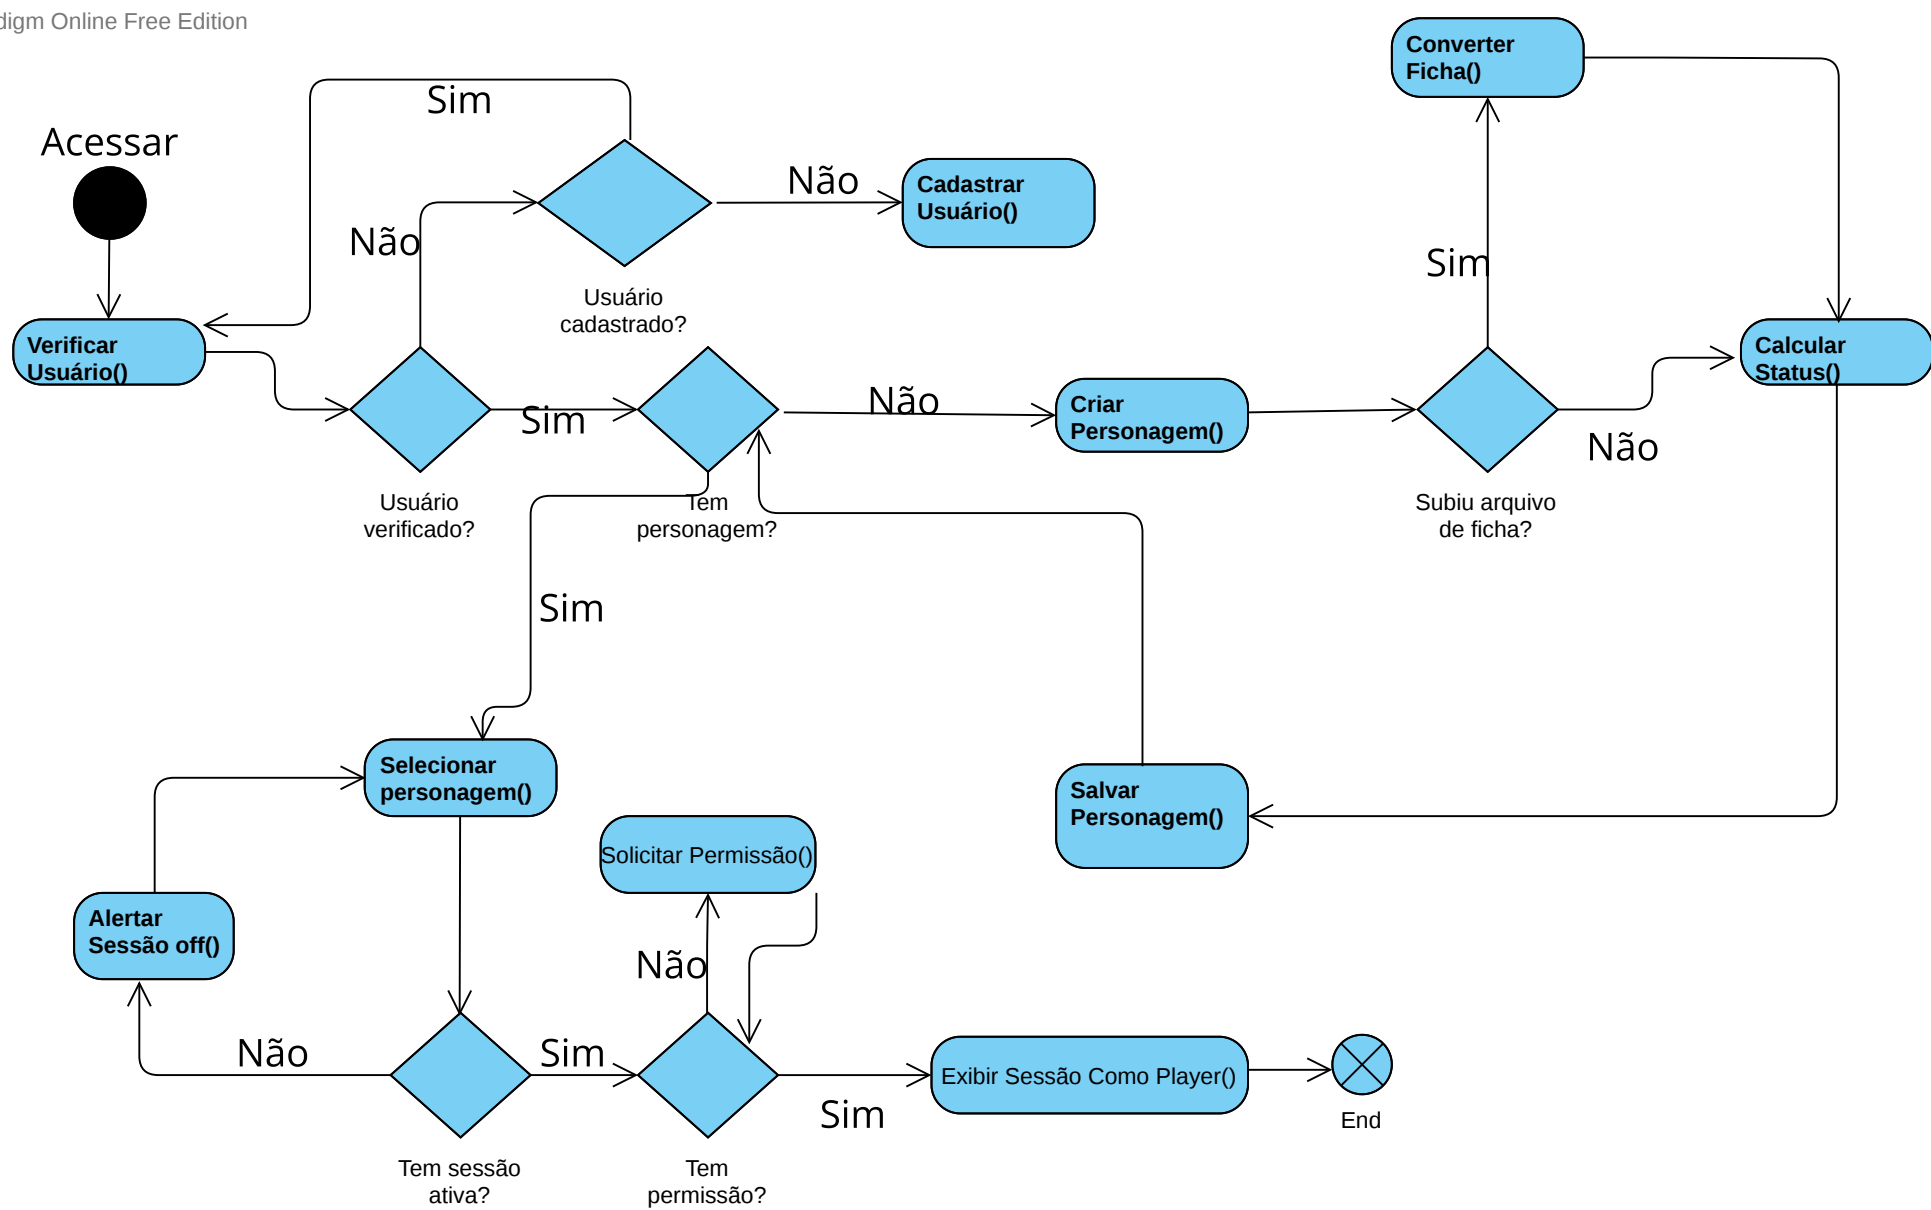 digm Online Free Edition
Converter
Ficha()
Sim
Acessar
Não
Cadastrar
Usuário()
Não
Sim
Usuário
cadastrado?
Verificar
Usuário()
Calcular
Status()
Sim
Não
Criar
Personagem()
Não
Usuário
verificado?
Tem
personagem?
Subiu arquivo
de ficha?
Sim
Selecionar
personagem()
Salvar
Personagem()
Solicitar Permissão()
Alertar
Sessão off()
Não
Não
Sim
Exibir Sessão Como Player()
Sim
End
Tem sessão
ativa?
Tem
permissão?